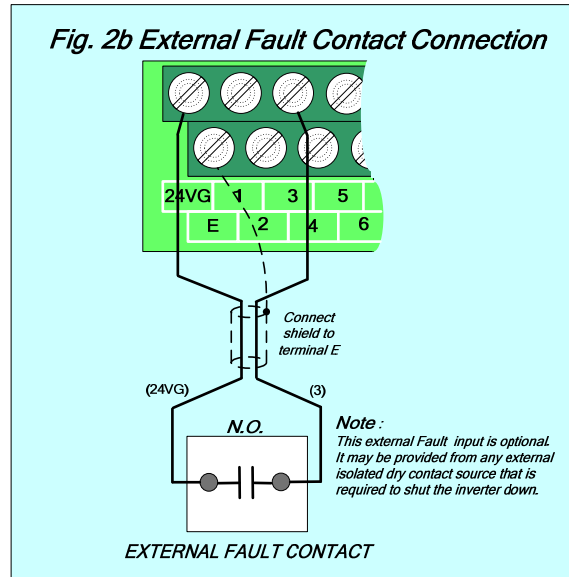 Fig. 2b External Fault Contact Connection
24VG 1 3 5
E 2 4 6
Connect
shield to
terminal E
(24VG) (3)
N.O.
Note :
This external Fault input is optional.
It may be provided from any external
isolated dry contact source that is
required to shut the inverter down.
EXTERNAL FAULT CONTACT